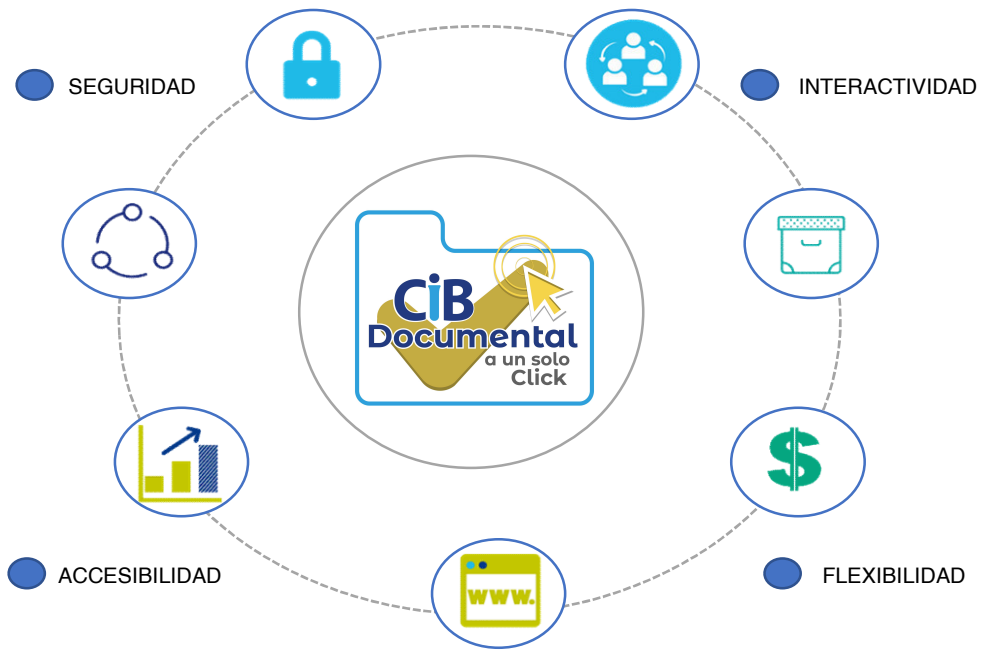 SEGURIDAD
INTERACTIVIDAD
CiB
Documental
a un solo
Click
$
ACCESIBILIDAD
www.
FLEXIBILIDAD